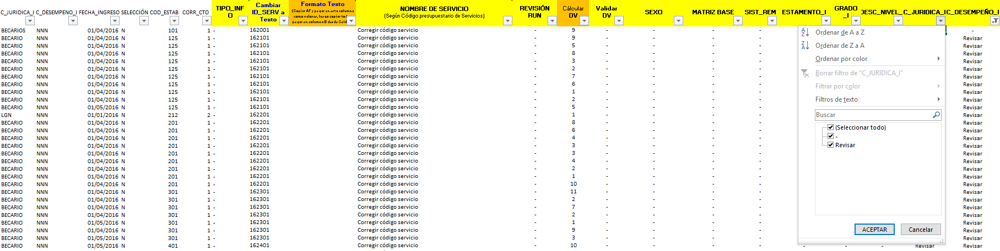 C_JURIDICA_I C_DESEMPENO_I FECHA_INGRESO SELECCIÓN COD_ESTAB CORR_CTO TIPO_INFO Cambiar ID_SERV a Texto
Formato Texto
(Copiar AF y pegar en esta columna como valores, luego copiar todo y pegar en columna B desde Celda
NOMBRE DE SERVICIO
(Según Código presupuestario de Servicios)
REVISIÓN RUN Cálcular DV Validar DV SEXO MATRIZ BASE SIST_REM ESTAMENTO_I GRADO_I DESC_NIVEL_ C_JURIDICA_I C_DESEMPEÑO_I
BECARIOS NNN 01/04/2016 N 101 1 - 162001 Corregir código servicio - 9 - - - - -
BECARIO NNN 01/04/2016 N 125 1 - 162101 Corregir código servicio - 9 - - - - Revisar
BECARIO NNN 01/04/2016 N 125 1 - 162101 Corregir código servicio - 5 - - - - Revisar
BECARIO NNN 01/04/2016 N 125 1 - 162101 Corregir código servicio - 8 - - - - Revisar
BECARIO NNN 01/04/2016 N 125 1 - 162101 Corregir código servicio - 3 - - - - Revisar
BECARIO NNN 01/04/2016 N 125 1 - 162101 Corregir código servicio - 2 - - - - Revisar
BECARIO NNN 01/04/2016 N 125 1 - 162101 Corregir código servicio - 7 - - - - Revisar
BECARIO NNN 01/04/2016 N 125 1 - 162101 Corregir código servicio - 6 - - - - Revisar
BECARIO NNN 01/04/2016 N 125 1 - 162101 Corregir código servicio - 1 - - - - Revisar
BECARIO NNN 01/04/2016 N 125 1 - 162101 Corregir código servicio - 2 - - - - Revisar
BECARIO NNN 01/05/2016 N 125 1 - 162101 Corregir código servicio - 5 - - - - Revisar
LGN NNN 01/01/2016 N 212 2 - 162201 Corregir código servicio - 1 - - - - Revisar
BECARIO NNN 01/04/2016 N 201 1 - 162201 Corregir código servicio - 8 - - - - Revisar
BECARIO NNN 01/04/2016 N 201 1 - 162201 Corregir código servicio - 6 - - - - Revisar
BECARIO NNN 01/04/2016 N 201 1 - 162201 Corregir código servicio - 4 - - - - Revisar
BECARIO NNN 01/04/2016 N 201 1 - 162201 Corregir código servicio - 3 - - - - Revisar
BECARIO NNN 01/04/2016 N 201 1 - 162201 Corregir código servicio - 3 - - - - Revisar
BECARIO NNN 01/04/2016 N 201 1 - 162201 Corregir código servicio - 4 - - - - Revisar
BECARIO NNN 01/04/2016 N 201 1 - 162201 Corregir código servicio - 2 - - - - Revisar
BECARIO NNN 01/04/2016 N 201 1 - 162201 Corregir código servicio - 1 - - - - Revisar
BECARIO NNN 01/04/2016 N 201 1 - 162201 Corregir código servicio - 10 - - - - Revisar
BECARIO NNN 01/04/2016 N 301 1 - 162301 Corregir código servicio - 11 - - - - Revisar
BECARIO NNN 01/04/2016 N 301 1 - 162301 Corregir código servicio - 2 - - - - Revisar
BECARIO NNN 01/04/2016 N 301 1 - 162301 Corregir código servicio - 7 - - - - Revisar
BECARIO NNN 01/04/2016 N 301 1 - 162301 Corregir código servicio - 2 - - - - Revisar
BECARIO NNN 01/05/2016 N 301 1 - 162301 Corregir código servicio - 1 - - - - Revisar
BECARIO NNN 01/04/2016 N 301 1 - 162301 Corregir código servicio - 9 - - - - Revisar
BECARIO NNN 01/05/2016 N 301 1 - 162301 Corregir código servicio - 3 - - - - Revisar
BECARIO NNN 01/05/2016 N 401 1 - 162401 Corregir código servicio - 10 - - - - - - - Revisar Revisar
Ordenar de A a Z
Ordenar de Z a A
Ordenar por color
Borrar filtro de "C_JURIDICA_I"
Filtrar por color
Filtros de texto
Buscar
(Seleccionar todo)
-
Revisar
ACEPTAR Cancelar